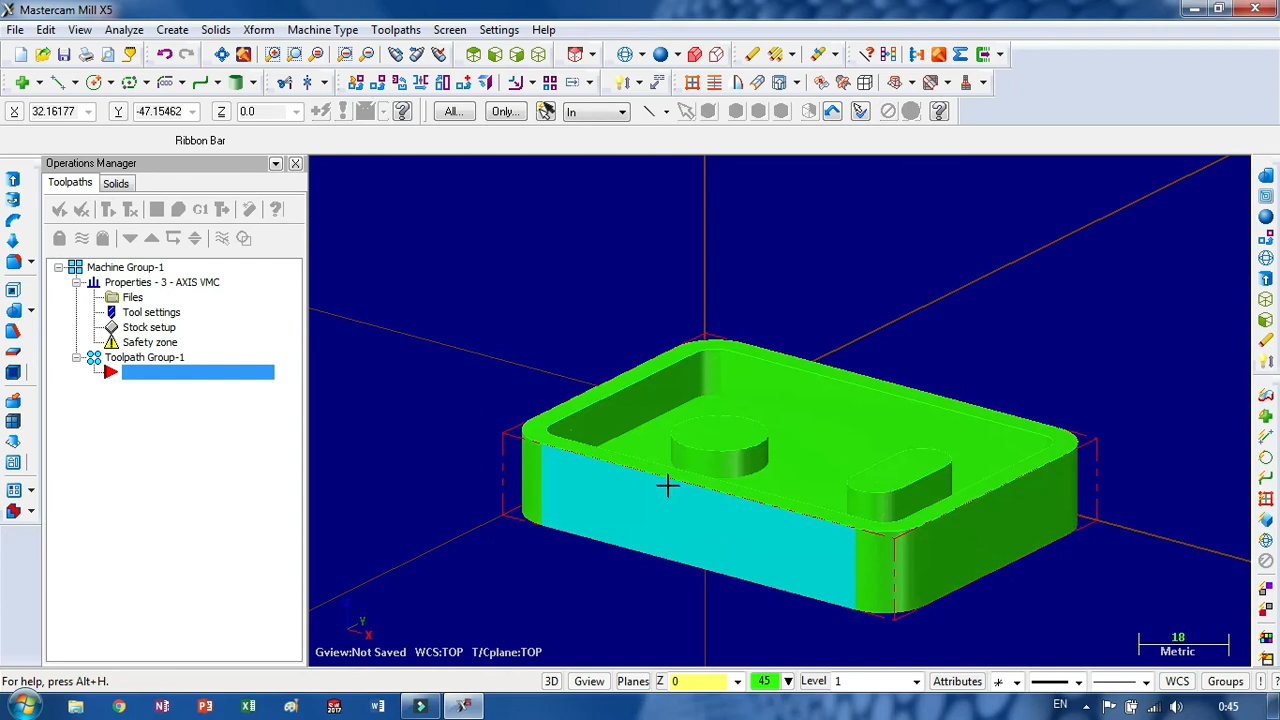 Mastercam Mill X5
File Edit View Analyze Create Solids Xform Machine Type Toolpaths Screen Settings Help
X 32.16177 Y -47.15462 Z 0.0 All... Only... In
Ribbon Bar
Operations Manager
Toolpaths Solids
G1
Machine Group-1
Properties - 3 - AXIS VMC
Files
Tool settings
Stock setup
Safety zone
Toolpath Group-1
Y
X
18
Metric
Gview:Not Saved WCS:TOP T/Cplane:TOP
For help, press Alt+H. 3D Gview Planes Z 0 45 Level 1 Attributes WCS Groups
EN 0:45